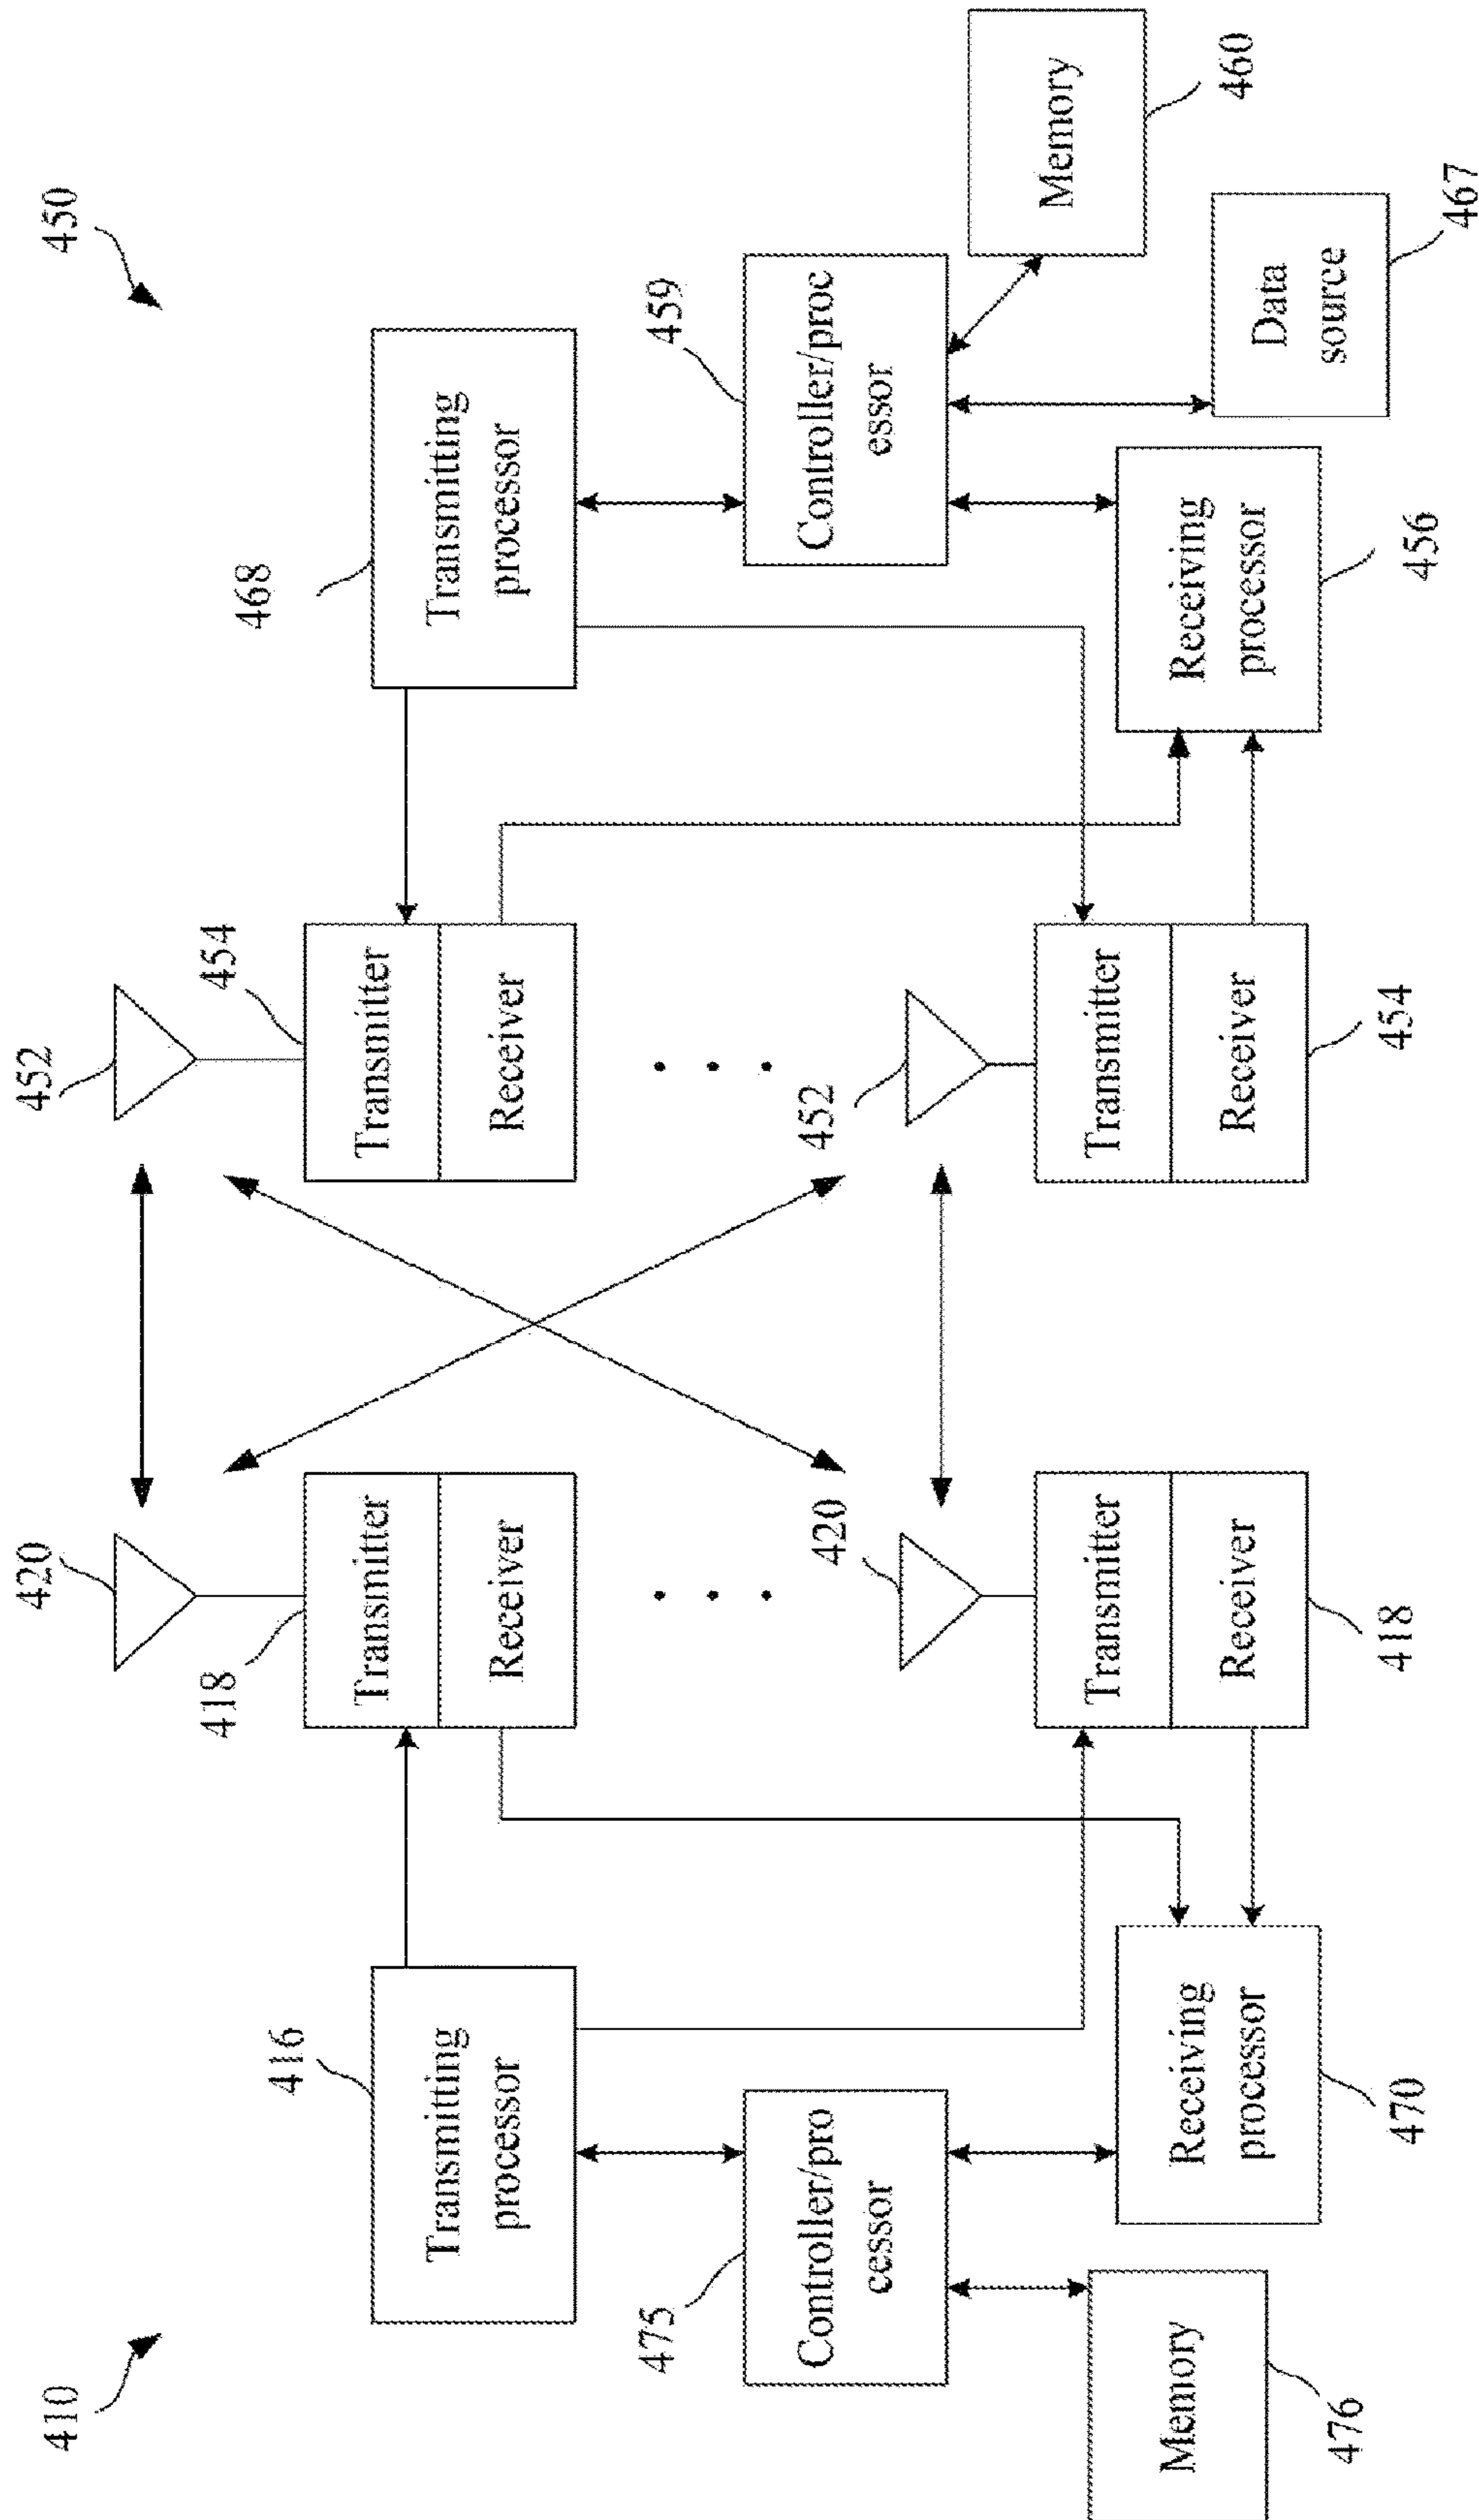 410
450
420
452
418
454
416
468
Transmitting
processor
Transmitter
Receiver
Transmitter
Receiver
Transmitting
processor
475
459
Controller/pro
cessor
Controller/proc
essor
420
452
Memory
476
Memory
460
Receiving
processor
470
Transmitter
Receiver
418
Transmitter
Receiver
454
Receiving
processor
456
Data
source
467